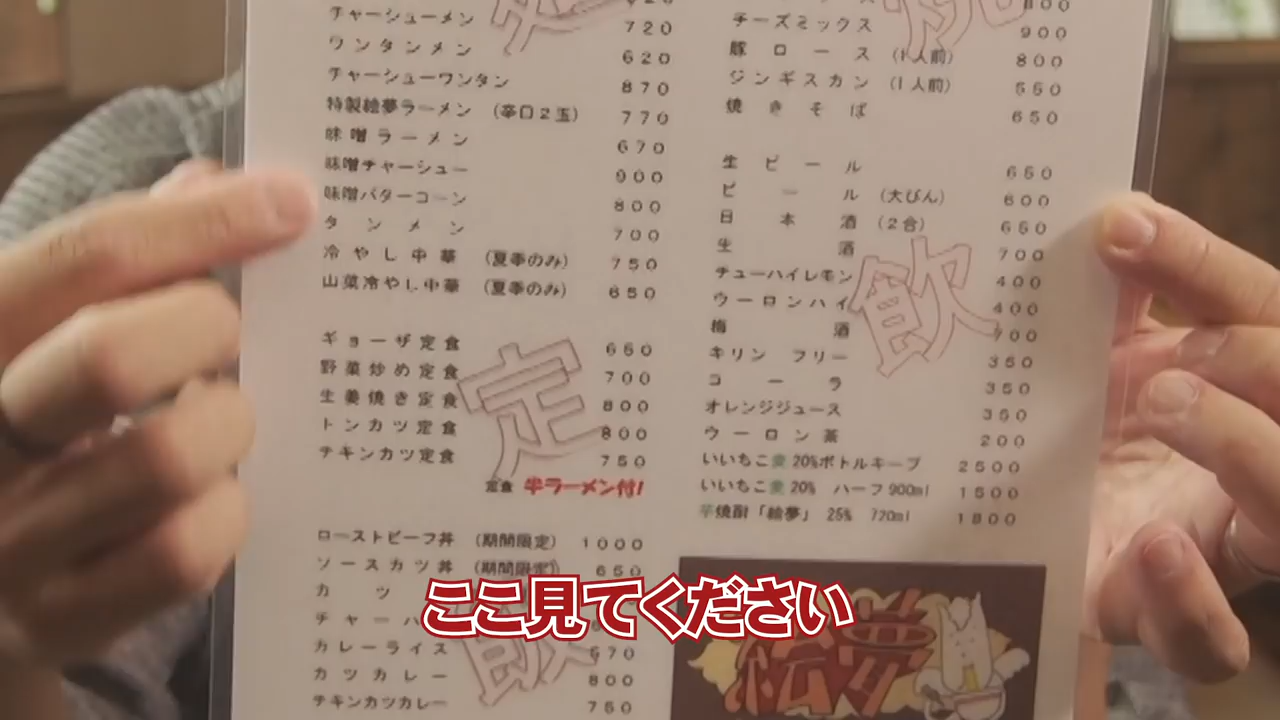 チャーシューメン 720
ワンタンメン 620
チャーシューワンタン 870
特製絵夢ラーメン (辛口2玉) 770
味噌ラーメン 670
味噌チャーシュー 900
味噌バターコーン 800
タンメン 700
冷やし中華 (夏季のみ) 750
山菜冷やし中華 (夏季のみ) 650
ギョーザ定食 650
野菜炒め定食 700
生姜焼き定食 800
トンカツ定食 800
チキンカツ定食 750
定
定食 半ラーメン付!
ローストビーフ丼 (期間限定) 1000
ソースカツ丼 (期間限定) 650
カツ
チャーハ
カレーライス 570
カツカレー 800
チキンカツカレー 750
飯
800
チーズミックス 900
豚ロース (1人前) 800
ジンギスカン (1人前) 550
焼きそば 650
生ビール 650
ビール (大びん) 600
日本酒 (2合) 650
生酒 700
チューハイレモン 400
ウーロンハイ 400
梅酒 700
キリンフリー 350
コーラ 350
オレンジジュース 350
ウーロン茶 200
飲
いいちこ麦20%ボトルキープ 2500
いいちこ麦20% ハーフ900ml 1500
芋焼酎「絵夢」 25% 720ml 1800
絵夢
ここ見てください